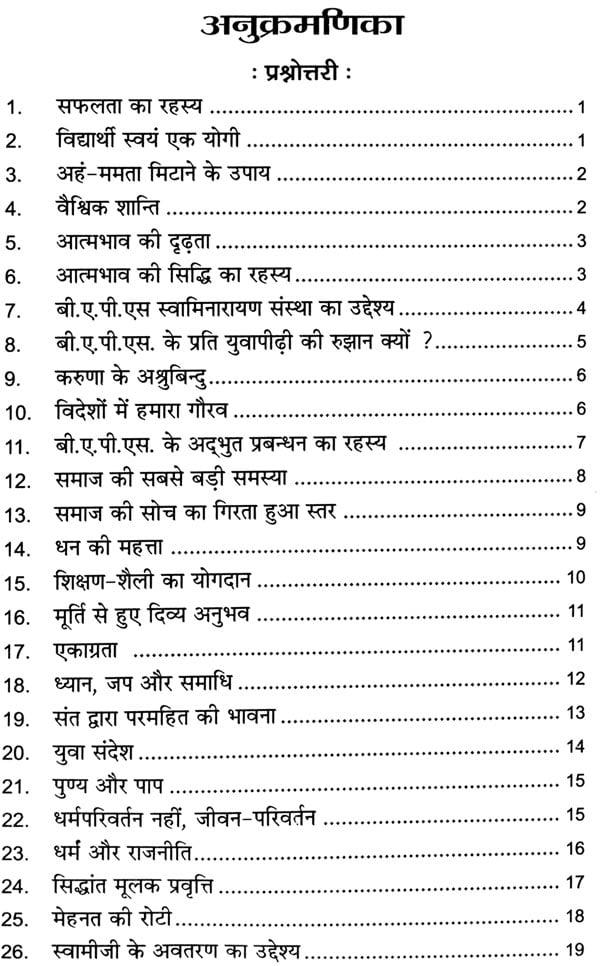 अनुक्रमणिका
: प्रश्नोत्तरी :
1. सफलता का रहस्य ........................................................ 1
2. विद्यार्थी स्वयं एक योगी ................................................... 1
3. अहं-ममता मिटाने के उपाय ............................................... 2
4. वैश्विक शान्ति ............................................................. 2
5. आत्मभाव की दृढ़ता ...................................................... 3
6. आत्मभाव की सिद्धि का रहस्य ........................................... 3
7. बी.ए.पी.एस स्वामिनारायण संस्था का उद्देश्य ............................ 4
8. बी.ए.पी.एस. के प्रति युवापीढ़ी की रुझान क्यों ?....................... 5
9. करुणा के अश्रुबिन्दु....................................................... 6
10. विदेशों में हमारा गौरव .................................................... 6
11. बी.ए.पी.एस. के अद्‌भुत प्रबन्धन का रहस्य ............................ 7
12. समाज की सबसे बड़ी समस्या ............................................ 8
13. समाज की सोच का गिरता हुआ स्तर ..................................... 9
14. धन की महत्ता ............................................................. 9
15. शिक्षण-शैली का योगदान ................................................ 10
16. मूर्ति से हुए दिव्य अनुभव ................................................ 11
17. एकाग्रता .................................................................. 11
18. ध्यान, जप और समाधि .................................................. 12
19. संत द्वारा परमहित की भावना ............................................ 13
20. युवा संदेश ................................................................ 14
21. पुण्य और पाप ............................................................ 15
22. धर्मपरिवर्तन नहीं, जीवन-परिवर्तन ...................................... 15
23. धर्मं और राजनीति........................................................ 16
24. सिद्धांत मूलक प्रवृत्ति ..................................................... 17
25. मेहनत की रोटी........................................................... 18
26. स्वामीजी के अवतरण का उद्देश्य ........................................ 19